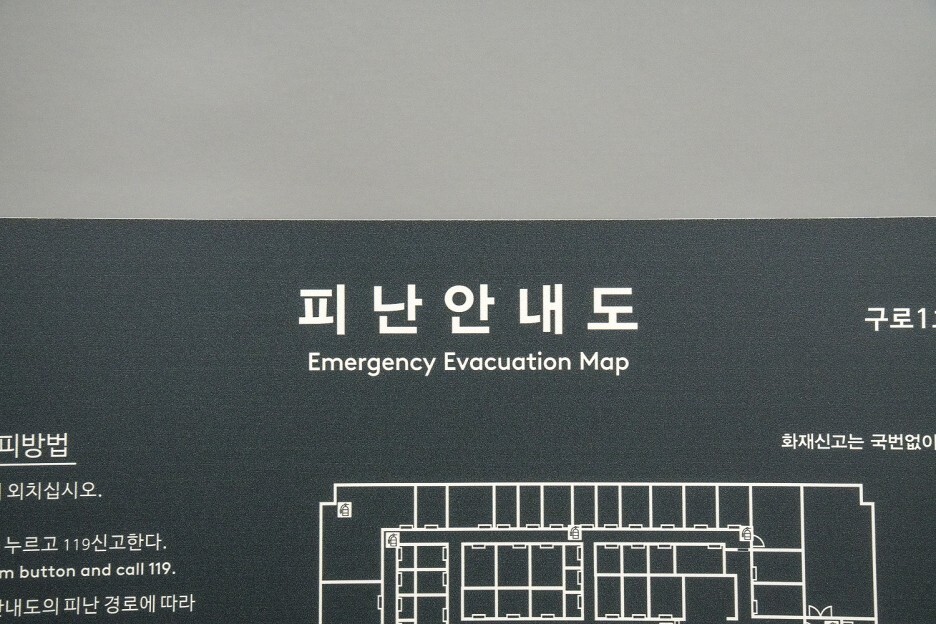 피난안내도
Emergency Evacuation Map
구로1
피방법
화재신고는 국번없이
외치십시오.
누르고 119신고한다.
m button and call 119.
안내도의 피난 경로에 따라